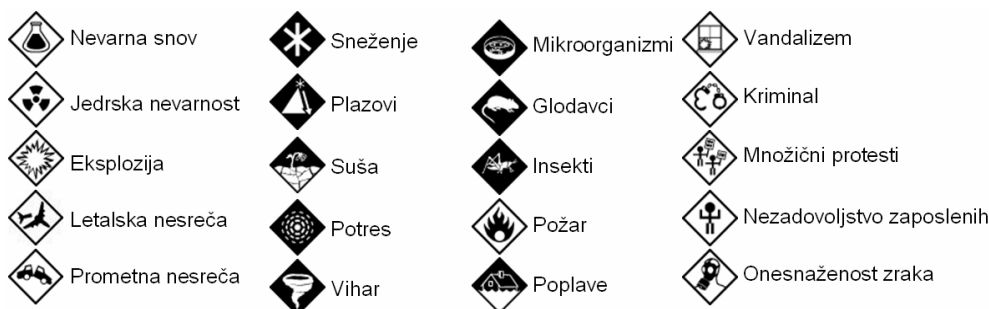 Nevarna snov
Jedrska nevarnost
Eksplozija
Letalska nesreča
Prometna nesreča
Sneženje
Plazovi
Suša
Potres
Vihar
Mikroorganizmi
Glodavci
Insekti
Požar
Poplave
Vandalizem
Kriminal
Množični protesti
Nezadovoljstvo zaposlenih
Onesnaženost zraka